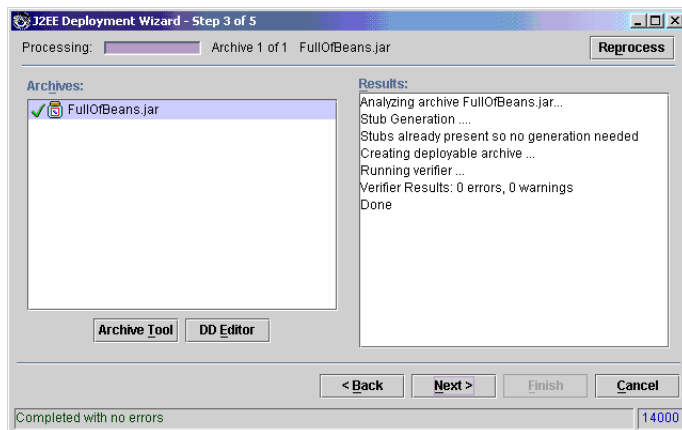 J2EE Deployment Wizard - Step 3 of 5
Processing: Archive 1 of 1 FullOfBeans.jar Reprocess
Archives:
FullOfBeans.jar
Archive Tool DD Editor
Results:
Analyzing archive FullOfBeans.jar...
Stub Generation ....
Stubs already present so no generation needed
Creating deployable archive ...
Running verifier ...
Verifier Results: 0 errors, 0 warnings
Done
< Back Next > Finish Cancel
Completed with no errors 14000